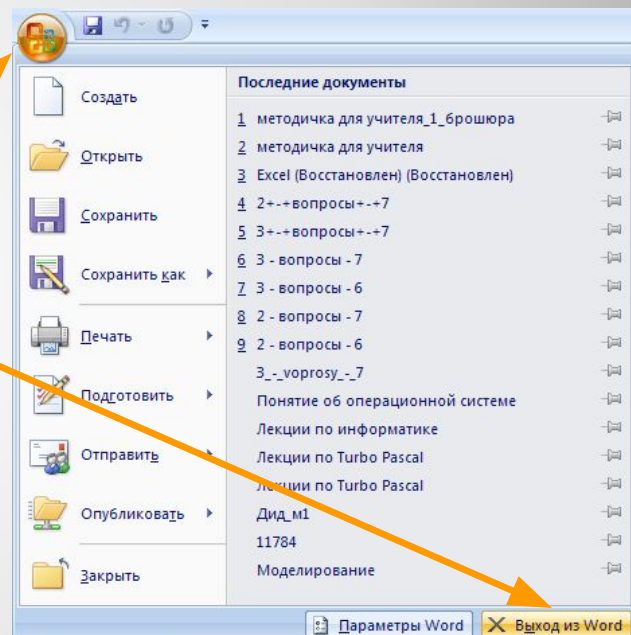 Создать
Открыть
Сохранить
Сохранить как
Печать
Подготовить
Отправить
Опубликовать
Закрыть
Последние документы
1 методичка для учителя_1_брошюра
2 методичка для учителя
3 Excel (Восстановлен) (Восстановлен)
4 2+-+вопросы+-+7
5 3+-+вопросы+-+7
6 3 - вопросы - 7
7 3 - вопросы - 6
8 2 - вопросы - 7
9 2 - вопросы - 6
3_-_voprosy_-_7
Понятие об операционной системе
Лекции по информатике
Лекции по Turbo Pascal
Лекции по Turbo Pascal
Дид_м1
11784
Моделирование
Параметры Word
Выход из Word